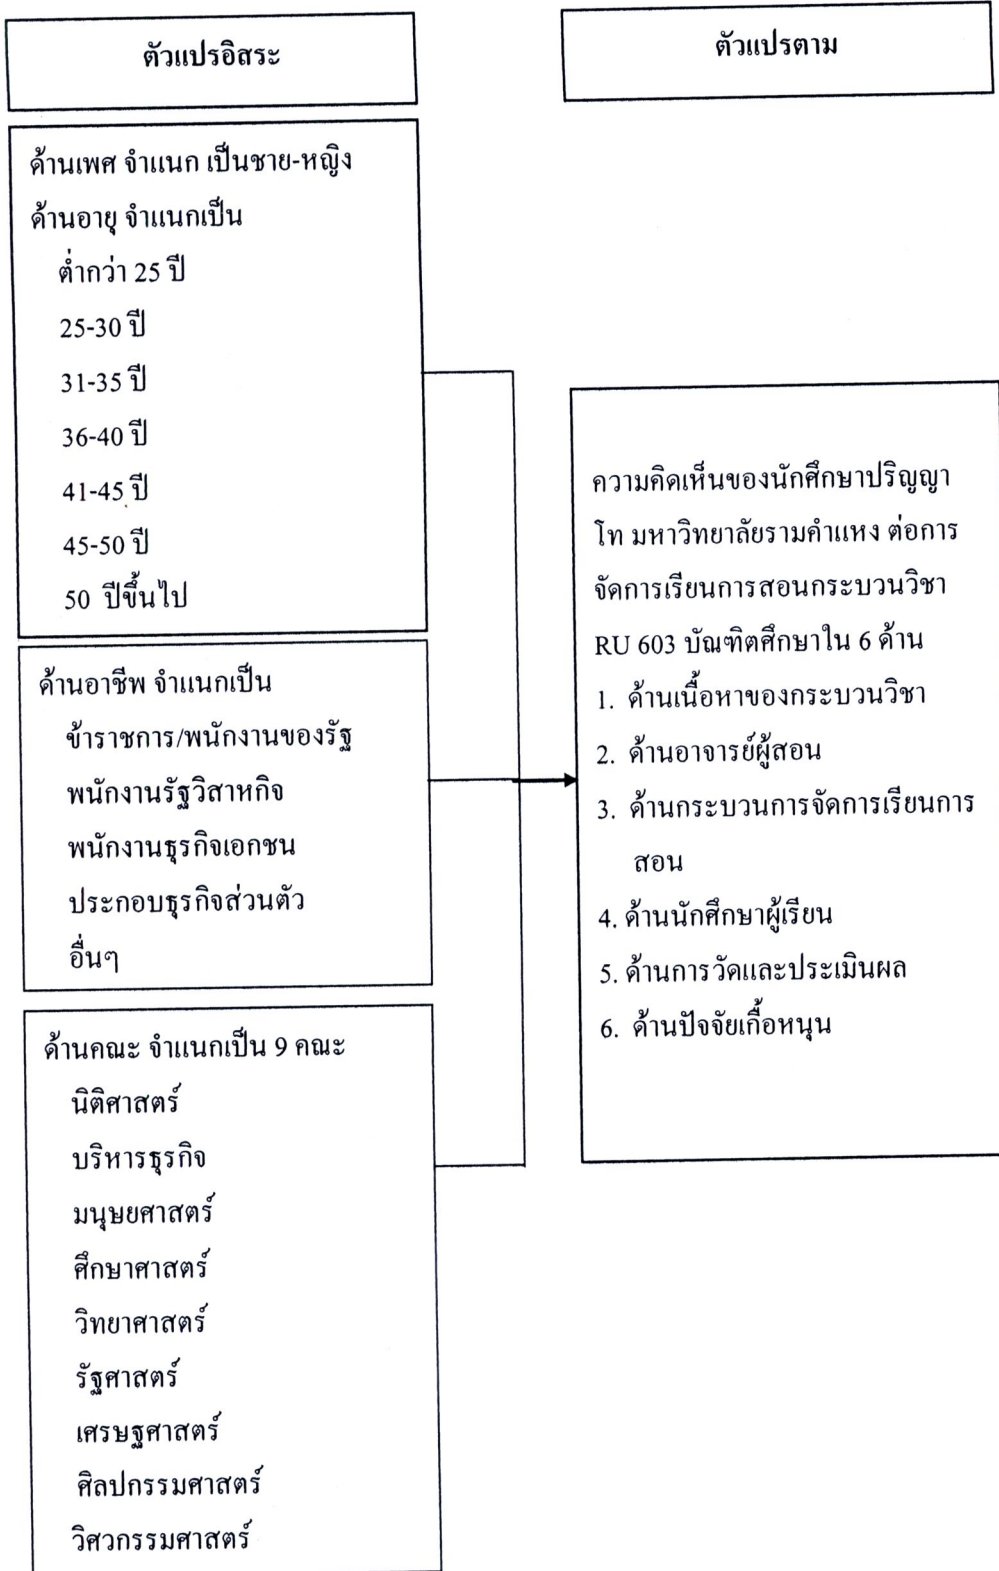 ตัวแปรอิสระ
ตัวแปรตาม
ด้านเพศ จำแนก เป็นชาย-หญิง
ด้านอายุ จำแนกเป็น
ต่ำกว่า 25 ปี
25-30 ปี
31-35 ปี
36-40 ปี
41-45 ปี
45-50 ปี
50 ปีขึ้นไป
ด้านอาชีพ จำแนกเป็น
ข้าราชการ/พนักงานของรัฐ
พนักงานรัฐวิสาหกิจ
พนักงานธุรกิจเอกชน
ประกอบธุรกิจส่วนตัว
อื่นๆ
ด้านคณะ จำแนกเป็น 9 คณะ
นิติศาสตร์
บริหารธุรกิจ
มนุษยศาสตร์
ศึกษาศาสตร์
วิทยาศาสตร์
รัฐศาสตร์
เศรษฐศาสตร์
ศิลปกรรมศาสตร์
วิศวกรรมศาสตร์
ความคิดเห็นของนักศึกษาปริญญา
โท มหาวิทยาลัยรามคำแหง ต่อการ
จัดการเรียนการสอนกระบวนวิชา
RU 603 บัณฑิตศึกษาใน 6 ด้าน
1. ด้านเนื้อหาของกระบวนวิชา
2. ด้านอาจารย์ผู้สอน
3. ด้านกระบวนการจัดการเรียนการ
สอน
4. ด้านนักศึกษาผู้เรียน
5. ด้านการวัดและประเมินผล
6. ด้านปัจจัยเกื้อหนุน